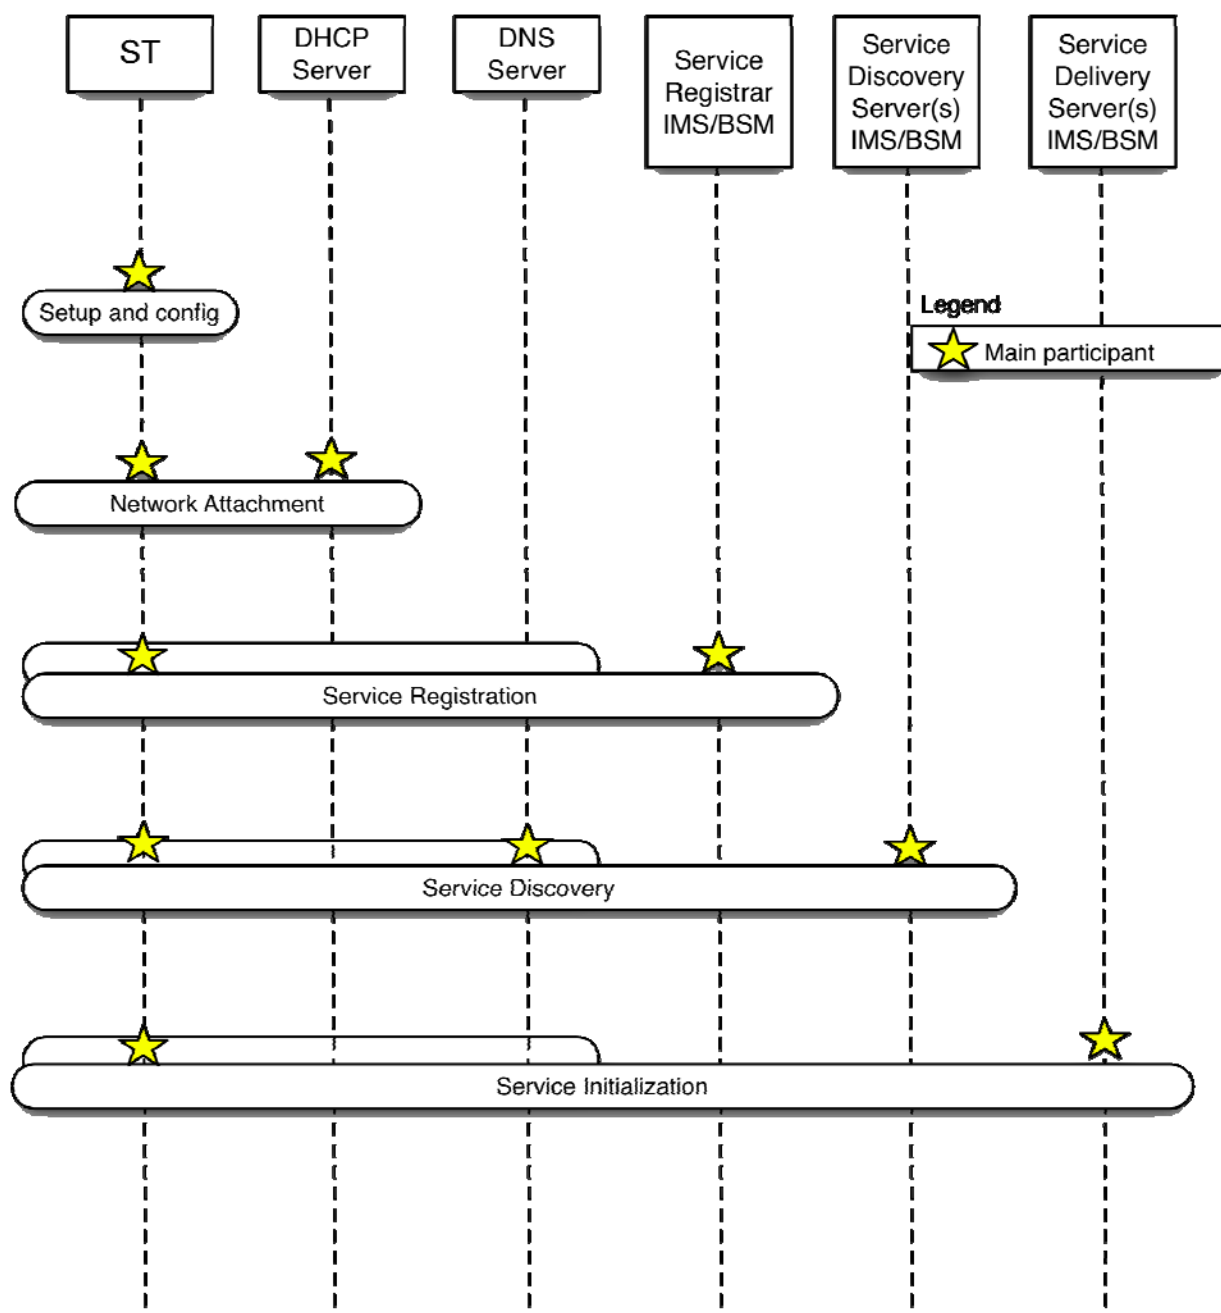 ST
DHCP
Server
DNS
Server
Service
Registrar
IMS/BSM
Service
Discovery
Server(s)
IMS/BSM
Service
Delivery
Server(s)
IMS/BSM
Setup and config
Legend
Main participant
Network Attachment
Service Registration
Service Discovery
Service Initialization